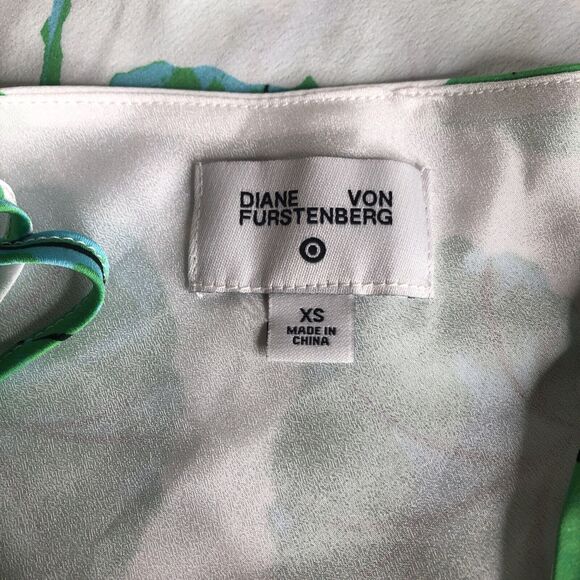 DIANE VON
FURSTENBERG
XS
MADE IN
CHINA